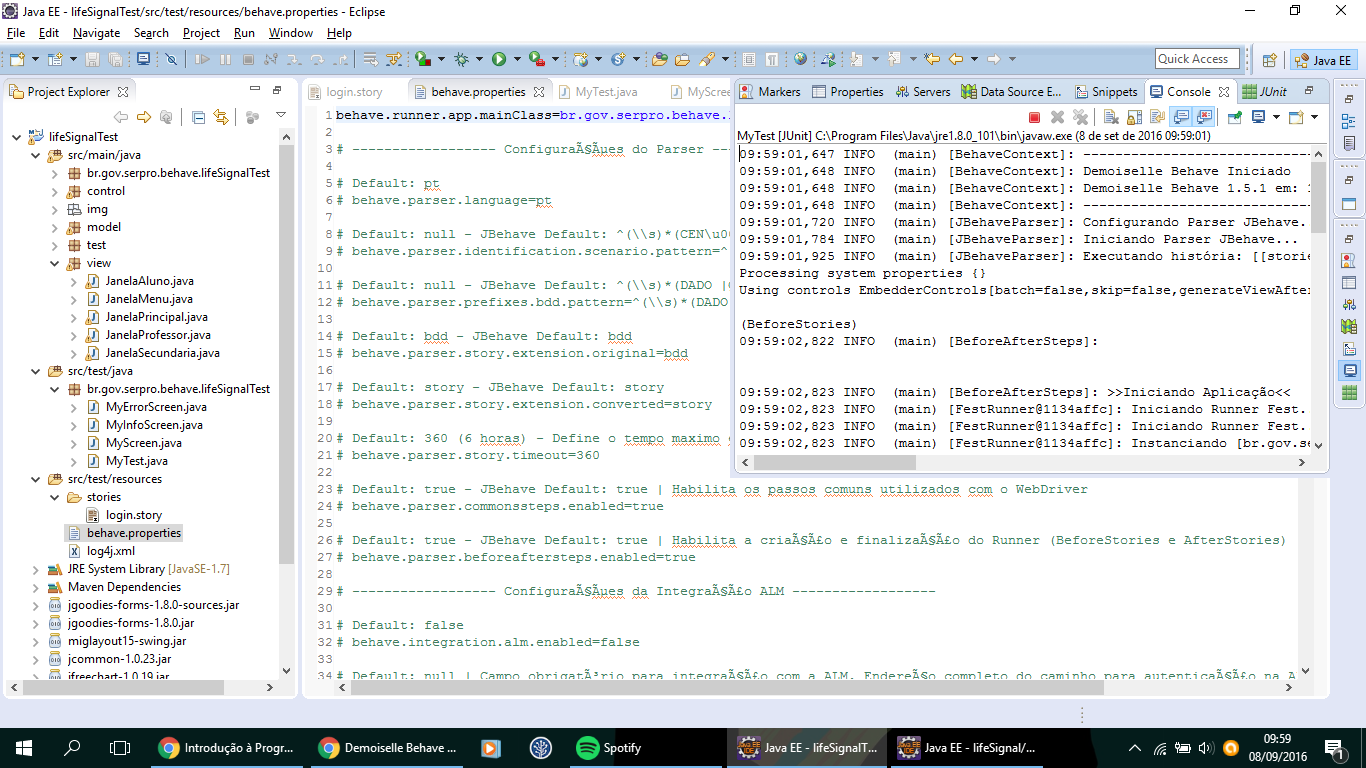 Java EE - lifeSignalTest/src/test/resources/behave.properties - Eclipse
File Edit Navigate Search Project Run Window Help
Quick Access
Java EE
Project Explorer
lifeSignalTest
src/main/java
br.gov.serpro.behave.lifeSignalTest
control
img
model
test
view
JanelaAluno.java
JanelaMenu.java
JanelaPrincipal.java
JanelaProfessor.java
JanelaSecundaria.java
src/test/java
br.gov.serpro.behave.lifeSignalTest
MyErrorScreen.java
MyInfoScreen.java
MyScreen.java
MyTest.java
src/test/resources
stories
login.story
behave.properties
log4j.xml
JRE System Library [JavaSE-1.7]
Maven Dependencies
jgoodies-forms-1.8.0-sources.jar
jgoodies-forms-1.8.0.jar
miglayout15-swing.jar
jcommon-1.0.23.jar
jfreechart-1.0.19.jar
login.story behave.properties MyTest.java MyScree
1 behave.runner.app.mainClass=br.gov.serpro.behave.
2
3 # ------------------ ConfiguraÃ§Ãµes do Parser --
4
5 # Default: pt
6 # behave.parser.language=pt
7
8 # Default: null - JBehave Default: ^(\\s)*(CEN\u00
9 # behave.parser.identification.scenario.pattern=^
10
11 # Default: null - JBehave Default: ^(\\s)*(DADO |
12 # behave.parser.prefixes.bdd.pattern=^(\\s)*(DADO
13
14 # Default: bdd - JBehave Default: bdd
15 # behave.parser.story.extension.original=bdd
16
17 # Default: story - JBehave Default: story
18 # behave.parser.story.extension.converted=story
19
20 # Default: 360 (6 horas) - Define o tempo maximo
21 # behave.parser.story.timeout=360
22
23 # Default: true - JBehave Default: true | Habilita os passos comuns utilizados com o WebDriver
24 # behave.parser.commonssteps.enabled=true
25
26 # Default: true - JBehave Default: true | Habilita a criaÃ§Ã£o e finalizaÃ§Ã£o do Runner (BeforeStories e AfterStories)
27 # behave.parser.beforeaftersteps.enabled=true
28
29 # ------------------ ConfiguraÃ§Ãµes da IntegraÃ§Ã£o ALM ------------------
30
31 # Default: false
32 # behave.integration.alm.enabled=false
33
34 # Default: null | Campo obrigatÃ³rio para integraÃ§Ã£o com a ALM. EndereÃ§o completo do caminho para autenticaÃ§Ã£o na A
Markers Properties Servers Data Source E... Snippets Console JUnit
MyTest [JUnit] C:\Program Files\Java\jre1.8.0_101\bin\javaw.exe (8 de set de 2016 09:59:01)
09:59:01,647 INFO (main) [BehaveContext]: -----------------------------
09:59:01,648 INFO (main) [BehaveContext]: Demoiselle Behave Iniciado
09:59:01,648 INFO (main) [BehaveContext]: Demoiselle Behave 1.5.1 em: 
09:59:01,648 INFO (main) [BehaveContext]: -----------------------------
09:59:01,720 INFO (main) [JBehaveParser]: Configurando Parser JBehave.
09:59:01,784 INFO (main) [JBehaveParser]: Iniciando Parser JBehave...
09:59:01,925 INFO (main) [JBehaveParser]: Executando história: [[storie
Processing system properties {}
Using controls EmbedderControls[batch=false,skip=false,generateViewAfter
(BeforeStories)
09:59:02,822 INFO (main) [BeforeAfterSteps]:
09:59:02,823 INFO (main) [BeforeAfterSteps]: >>Iniciando Aplicação<<
09:59:02,823 INFO (main) [FestRunner@1134affc]: Iniciando Runner Fest.
09:59:02,823 INFO (main) [FestRunner@1134affc]: Iniciando Runner Fest.
09:59:02,823 INFO (main) [FestRunner@1134affc]: Instanciando [br.gov.se
Introdução à Progr... Demoiselle Behave ... Spotify Java EE - lifeSignalT... Java EE - lifeSignal/...
09:59
08/09/2016
1